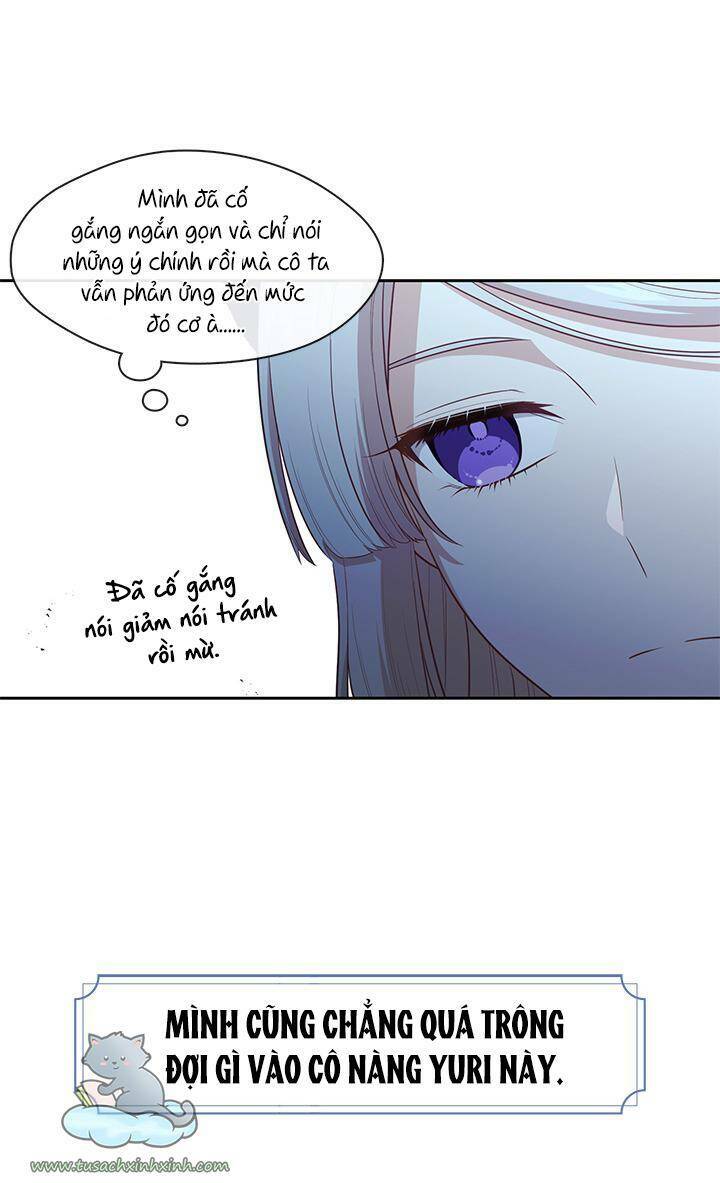 Mình đã cố
gắng ngắn gọn và chỉ nói
những ý chính rồi mà cô ta
vẫn phản ứng đến mức
đó cơ à......
Đã cố gắng
nói giảm nói tránh
rồi mừ.
MÌNH CŨNG CHẲNG QUÁ TRÔNG
ĐỢI GÌ VÀO CÔ NÀNG YURI NÀY.
www.tusachxinhxinh.com